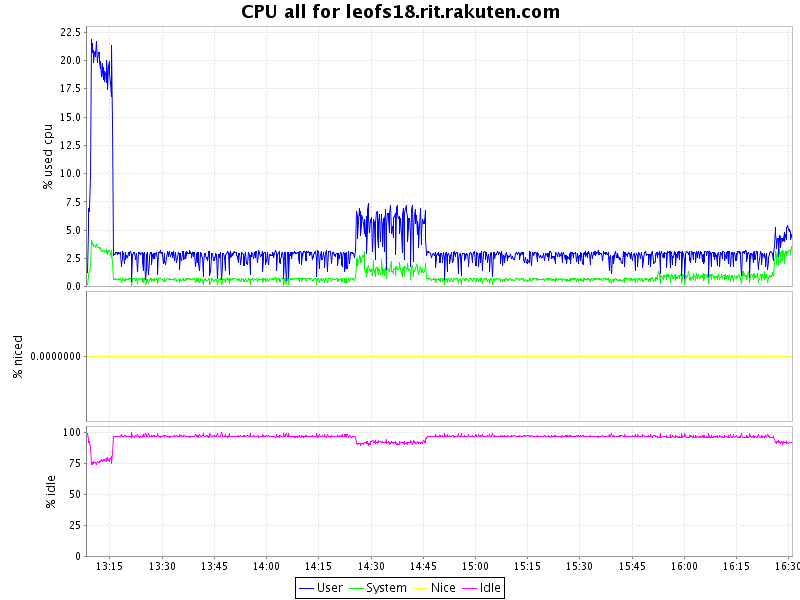 CPU all for leofs18.rit.rakuten.com
% used cpu
22.5
20.0
17.5
15.0
12.5
10.0
7.5
5.0
2.5
0.0
% niced
0.0000000
% idle
100
75
50
25
0
13:15 13:30 13:45 14:00 14:15 14:30 14:45 15:00 15:15 15:30 15:45 16:00 16:15 16:30
User System Nice Idle